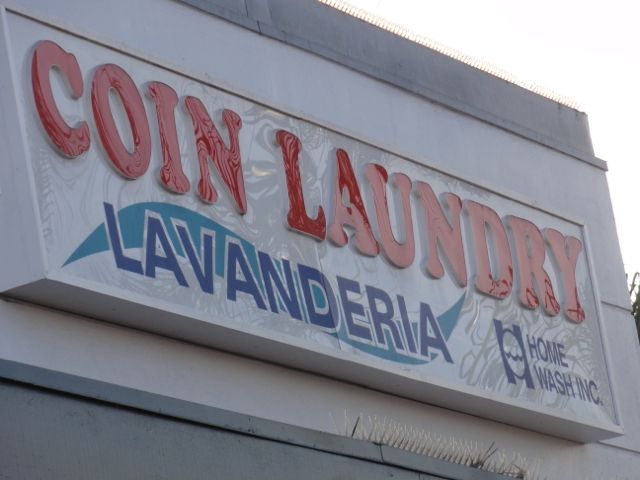 COIN LAUNDRY
LAVANDERIA
HOME
WASH INC.